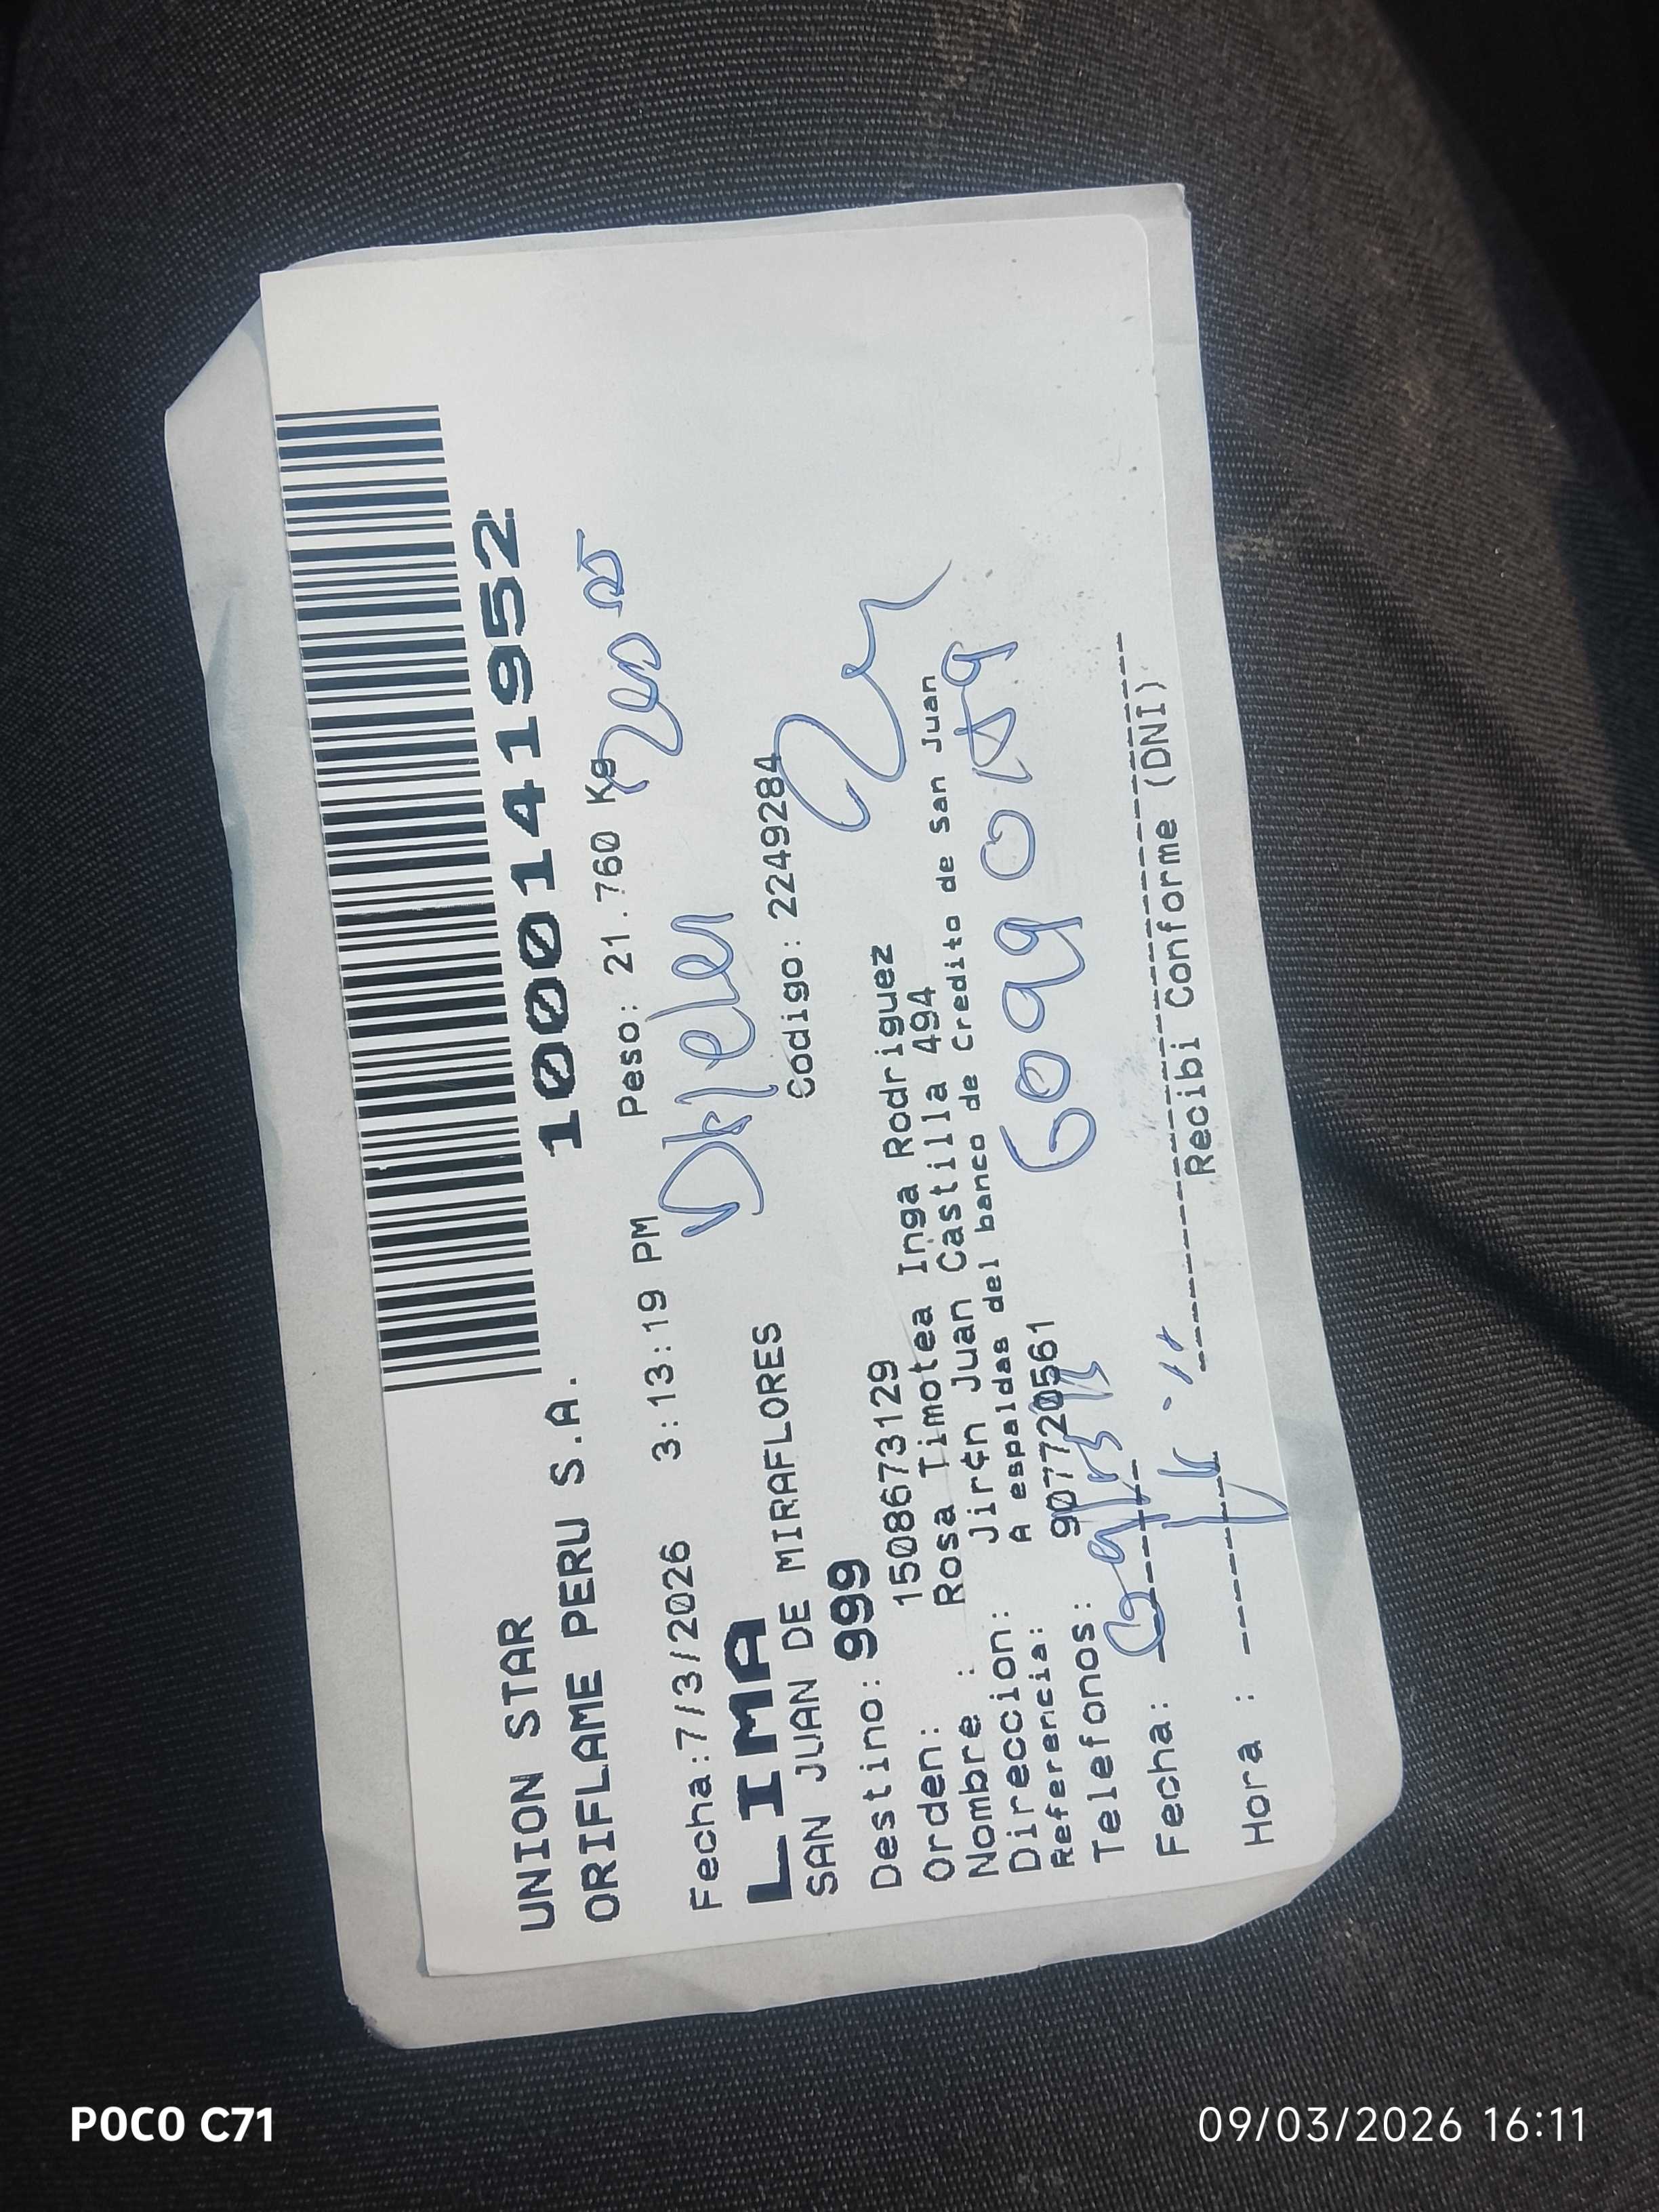 UNION STAR
ORIFLAME PERU S.A.
1000141952
Fecha:7/3/2026 3:13:19 PM Peso: 21.760 Kg
LIMA
SAN JUAN DE MIRAFLORES Codigo: 2249284
Destino: 999
Orden: 1508673129
Nombre : Rosa Timotea Inga Rodriguez
Direccion: Jir¢n Juan Castilla 494
Referencia: A espaldas del banco de Credito de San Juan
Telefonos: 907720561
6099
Fecha:
Hora :
Recibi Conforme (DNI)
POCO C71
09/03/2026 16:11